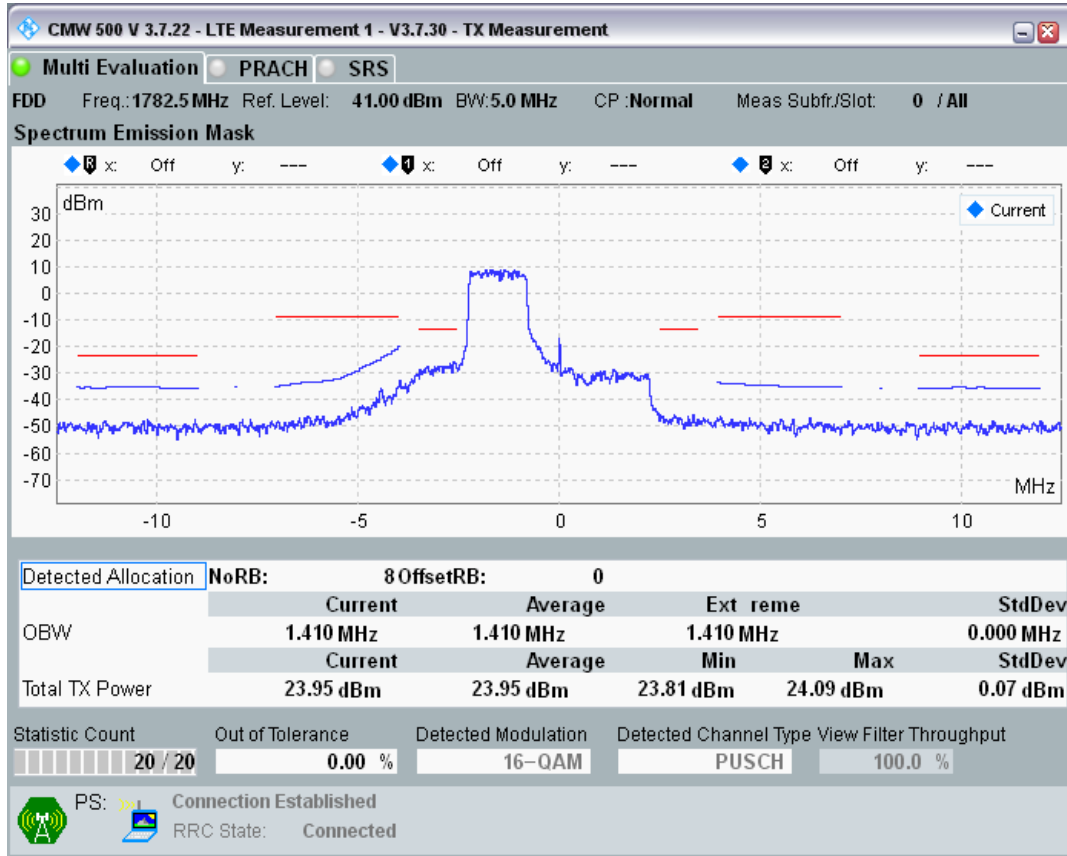 CMW 500 V 3.7.22 - LTE Measurement 1 - V3.7.30 - TX Measurement
Multi Evaluation PRACH SRS
FDD Freq.: 1782.5 MHz Ref. Level: 41.00 dBm BW: 5.0 MHz CP : Normal Meas Subfr./Slot: 0 / All
Spectrum Emission Mask
R x: Off y: --- 1 x: Off y: --- 2 x: Off y: ---
dBm
Current
30
20
10
0
-10
-20
-30
-40
-50
-60
-70
MHz
-10 -5 0 5 10
Detected Allocation NoRB: 8 OffsetRB: 0
Current Average Ext reme StdDev
OBW 1.410 MHz 1.410 MHz 1.410 MHz 0.000 MHz
Current Average Min Max StdDev
Total TX Power 23.95 dBm 23.95 dBm 23.81 dBm 24.09 dBm 0.07 dBm
Statistic Count Out of Tolerance Detected Modulation Detected Channel Type View Filter Throughput
20 / 20 0.00 % 16-QAM PUSCH 100.0 %
PS: Connection Established
RRC State: Connected